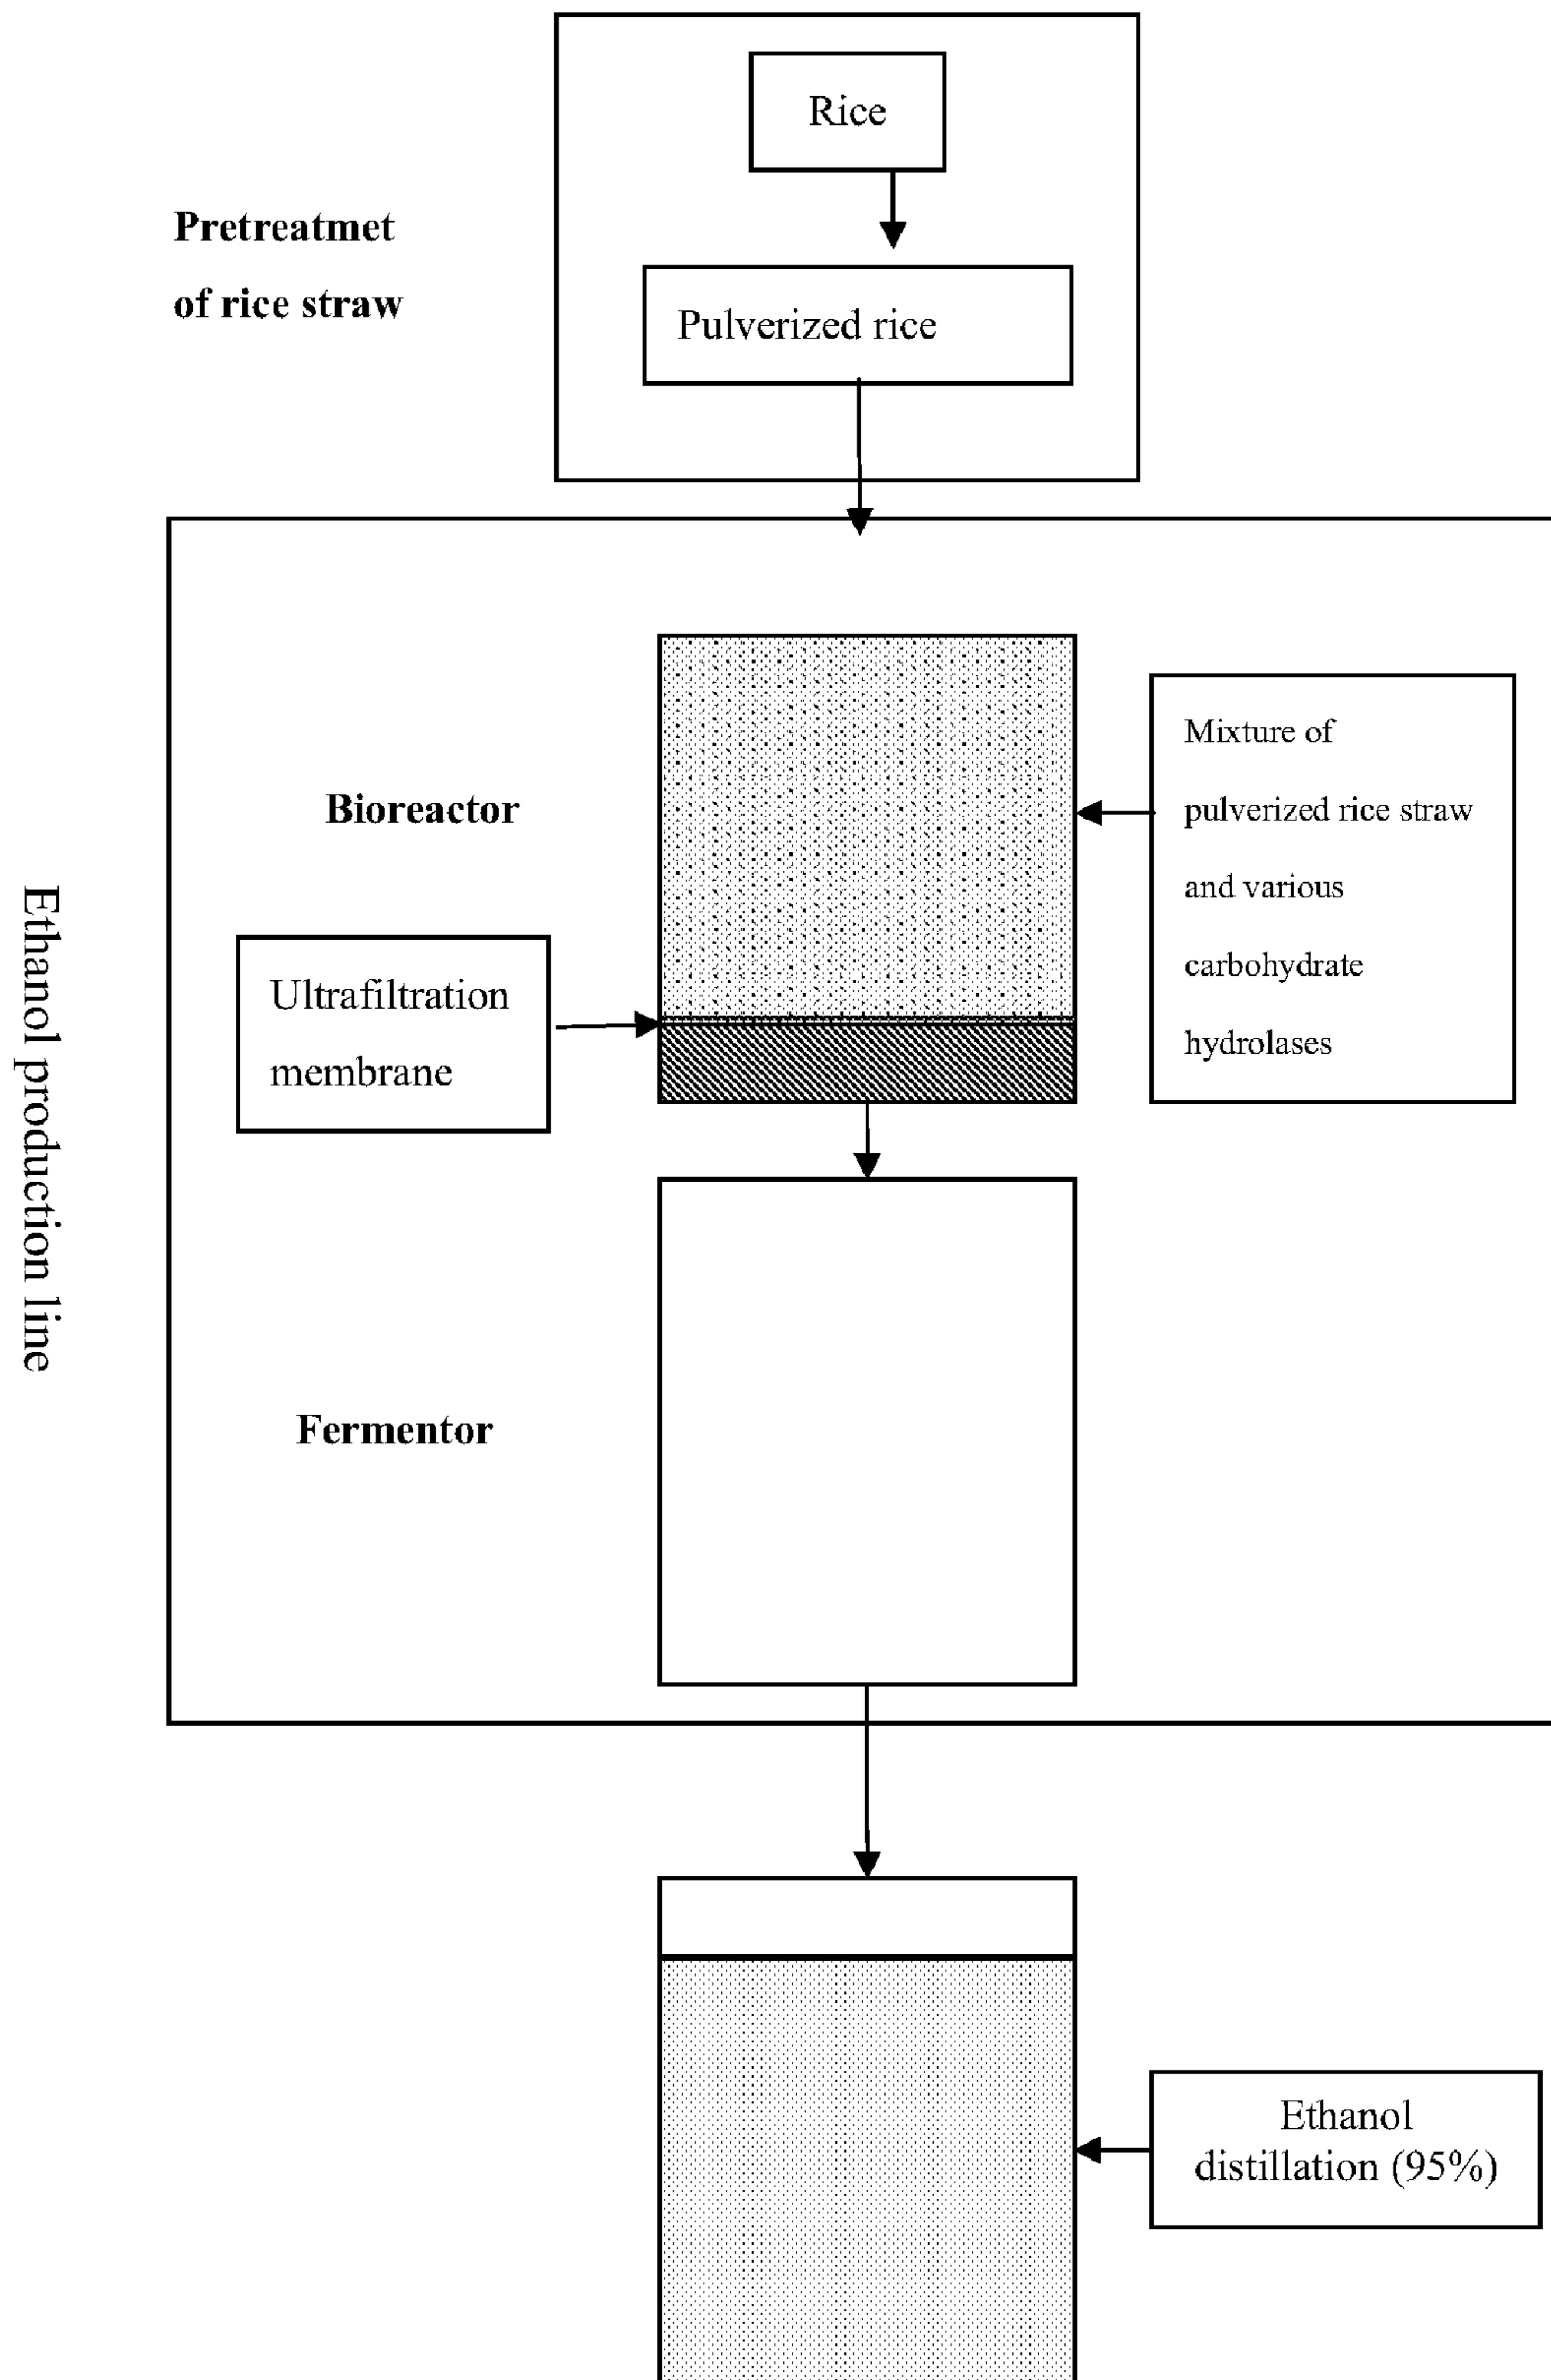 Rice
Pretreatmet
of rice straw
Pulverized rice
Bioreactor
Mixture of
pulverized rice straw
and various
carbohydrate
hydrolases
Ultrafiltration
membrane
Ethanol production line
Fermentor
Ethanol
distillation (95%)